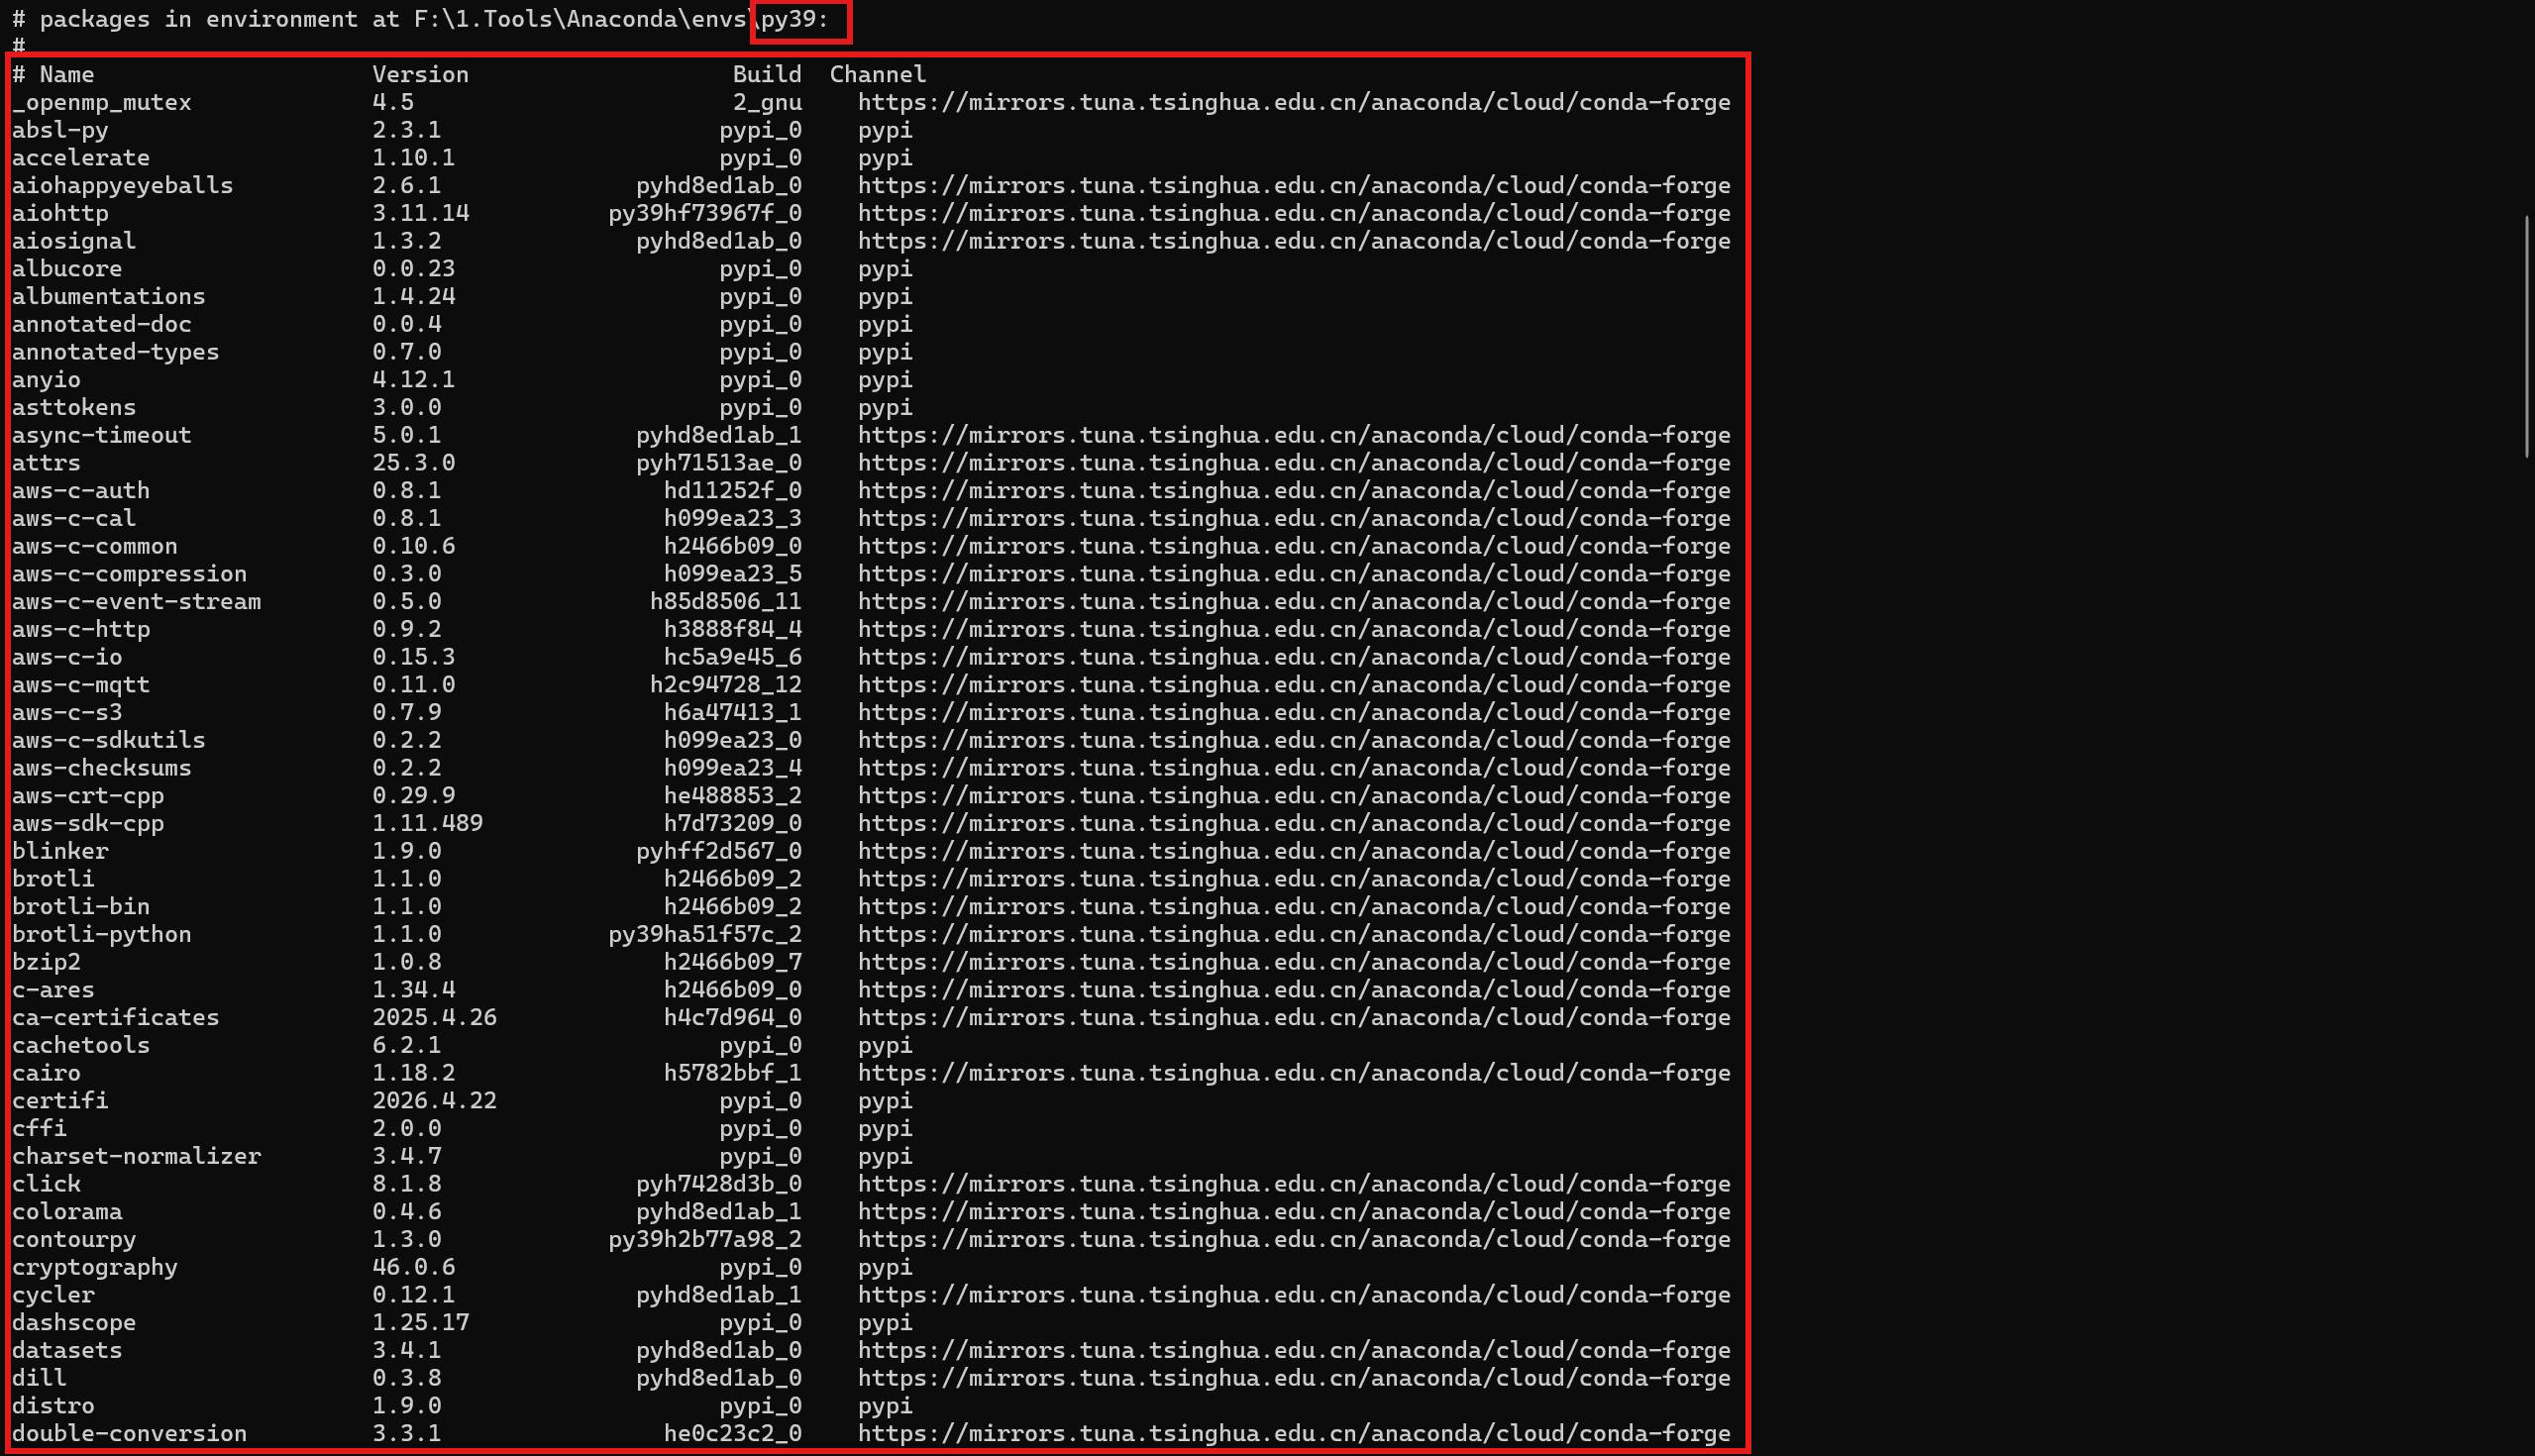 # packages in environment at F:\1.Tools\Anaconda\envs\py39:
#
# Name                    Version                   Build  Channel
_openmp_mutex             4.5                       2_gnu    https://mirrors.tuna.tsinghua.edu.cn/anaconda/cloud/conda-forge
absl-py                   2.3.1                    pypi_0    pypi
accelerate                1.10.1                   pypi_0    pypi
aiohappyeyeballs          2.6.1              pyhd8ed1ab_0    https://mirrors.tuna.tsinghua.edu.cn/anaconda/cloud/conda-forge
aiohttp                   3.11.14          py39hf73967f_0    https://mirrors.tuna.tsinghua.edu.cn/anaconda/cloud/conda-forge
aiosignal                 1.3.2              pyhd8ed1ab_0    https://mirrors.tuna.tsinghua.edu.cn/anaconda/cloud/conda-forge
albucore                  0.0.23                   pypi_0    pypi
albumentations            1.4.24                   pypi_0    pypi
annotated-doc             0.0.4                    pypi_0    pypi
annotated-types           0.7.0                    pypi_0    pypi
anyio                     4.12.1                   pypi_0    pypi
asttokens                 3.0.0                    pypi_0    pypi
async-timeout             5.0.1              pyhd8ed1ab_1    https://mirrors.tuna.tsinghua.edu.cn/anaconda/cloud/conda-forge
attrs                     25.3.0             pyh71513ae_0    https://mirrors.tuna.tsinghua.edu.cn/anaconda/cloud/conda-forge
aws-c-auth                0.8.1                hd11252f_0    https://mirrors.tuna.tsinghua.edu.cn/anaconda/cloud/conda-forge
aws-c-cal                 0.8.1                h099ea23_3    https://mirrors.tuna.tsinghua.edu.cn/anaconda/cloud/conda-forge
aws-c-common              0.10.6               h2466b09_0    https://mirrors.tuna.tsinghua.edu.cn/anaconda/cloud/conda-forge
aws-c-compression         0.3.0                h099ea23_5    https://mirrors.tuna.tsinghua.edu.cn/anaconda/cloud/conda-forge
aws-c-event-stream        0.5.0               h85d8506_11    https://mirrors.tuna.tsinghua.edu.cn/anaconda/cloud/conda-forge
aws-c-http                0.9.2                h3888f84_4    https://mirrors.tuna.tsinghua.edu.cn/anaconda/cloud/conda-forge
aws-c-io                  0.15.3               hc5a9e45_6    https://mirrors.tuna.tsinghua.edu.cn/anaconda/cloud/conda-forge
aws-c-mqtt                0.11.0              h2c94728_12    https://mirrors.tuna.tsinghua.edu.cn/anaconda/cloud/conda-forge
aws-c-s3                  0.7.9                h6a47413_1    https://mirrors.tuna.tsinghua.edu.cn/anaconda/cloud/conda-forge
aws-c-sdkutils            0.2.2                h099ea23_0    https://mirrors.tuna.tsinghua.edu.cn/anaconda/cloud/conda-forge
aws-checksums             0.2.2                h099ea23_4    https://mirrors.tuna.tsinghua.edu.cn/anaconda/cloud/conda-forge
aws-crt-cpp               0.29.9               he488853_2    https://mirrors.tuna.tsinghua.edu.cn/anaconda/cloud/conda-forge
aws-sdk-cpp               1.11.489             h7d73209_0    https://mirrors.tuna.tsinghua.edu.cn/anaconda/cloud/conda-forge
blinker                   1.9.0              pyhff2d567_0    https://mirrors.tuna.tsinghua.edu.cn/anaconda/cloud/conda-forge
brotli                    1.1.0                h2466b09_2    https://mirrors.tuna.tsinghua.edu.cn/anaconda/cloud/conda-forge
brotli-bin                1.1.0                h2466b09_2    https://mirrors.tuna.tsinghua.edu.cn/anaconda/cloud/conda-forge
brotli-python             1.1.0            py39ha51f57c_2    https://mirrors.tuna.tsinghua.edu.cn/anaconda/cloud/conda-forge
bzip2                     1.0.8                h2466b09_7    https://mirrors.tuna.tsinghua.edu.cn/anaconda/cloud/conda-forge
c-ares                    1.34.4               h2466b09_0    https://mirrors.tuna.tsinghua.edu.cn/anaconda/cloud/conda-forge
ca-certificates           2025.4.26            h4c7d964_0    https://mirrors.tuna.tsinghua.edu.cn/anaconda/cloud/conda-forge
cachetools                6.2.1                    pypi_0    pypi
cairo                     1.18.2               h5782bbf_1    https://mirrors.tuna.tsinghua.edu.cn/anaconda/cloud/conda-forge
certifi                   2026.4.22                pypi_0    pypi
cffi                      2.0.0                    pypi_0    pypi
charset-normalizer        3.4.7                    pypi_0    pypi
click                     8.1.8              pyh7428d3b_0    https://mirrors.tuna.tsinghua.edu.cn/anaconda/cloud/conda-forge
colorama                  0.4.6              pyhd8ed1ab_1    https://mirrors.tuna.tsinghua.edu.cn/anaconda/cloud/conda-forge
contourpy                 1.3.0            py39h2b77a98_2    https://mirrors.tuna.tsinghua.edu.cn/anaconda/cloud/conda-forge
cryptography              46.0.6                   pypi_0    pypi
cycler                    0.12.1             pyhd8ed1ab_1    https://mirrors.tuna.tsinghua.edu.cn/anaconda/cloud/conda-forge
dashscope                 1.25.17                  pypi_0    pypi
datasets                  3.4.1              pyhd8ed1ab_0    https://mirrors.tuna.tsinghua.edu.cn/anaconda/cloud/conda-forge
dill                      0.3.8              pyhd8ed1ab_0    https://mirrors.tuna.tsinghua.edu.cn/anaconda/cloud/conda-forge
distro                    1.9.0                    pypi_0    pypi
double-conversion         3.3.1                he0c23c2_0    https://mirrors.tuna.tsinghua.edu.cn/anaconda/cloud/conda-forge